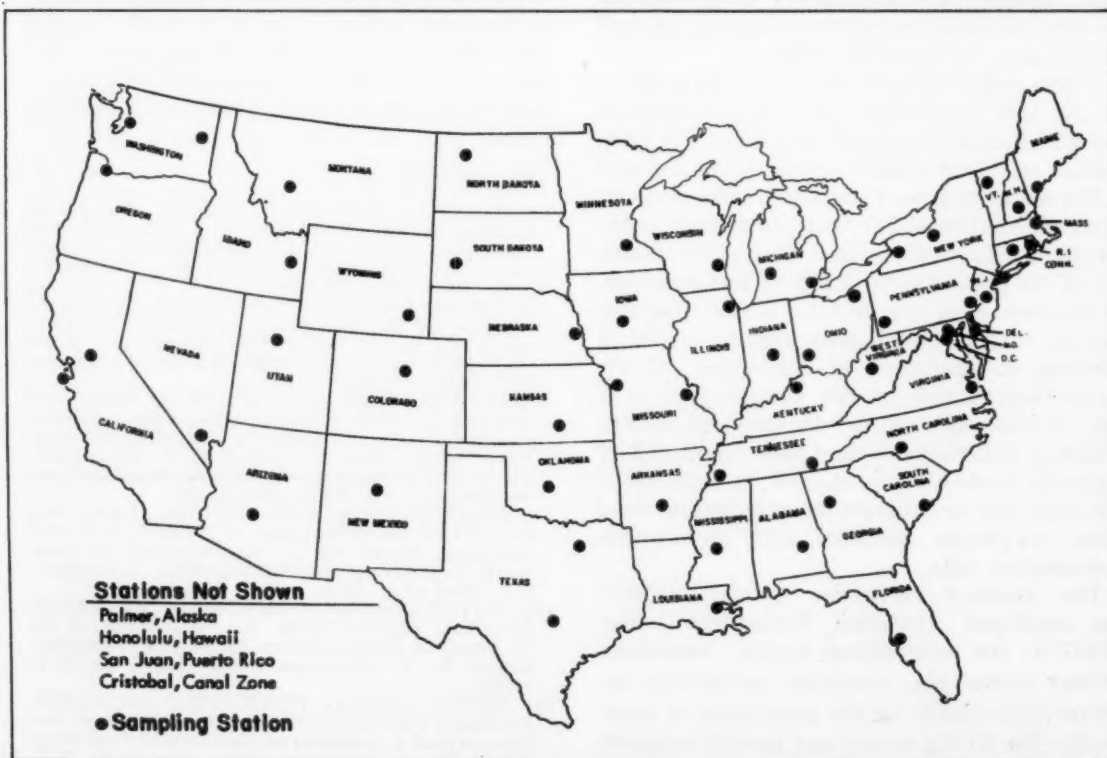 WASHINGTON
MONTANA
NORTH DAKOTA
MINNESOTA
MAINE
VT.
N.H.
OREGON
IDAHO
SOUTH DAKOTA
WISCONSIN
MICHIGAN
NEW YORK
MASS.
R.I.
CONN.
WYOMING
IOWA
PENNSYLVANIA
N.J.
NEBRASKA
NEVADA
UTAH
COLORADO
ILLINOIS
INDIANA
OHIO
WEST
VIRGINIA
DEL.
MD.
D.C.
CALIFORNIA
KANSAS
MISSOURI
KENTUCKY
VIRGINIA
ARIZONA
NEW MEXICO
OKLAHOMA
ARKANSAS
TENNESSEE
NORTH CAROLINA
SOUTH
CAROLINA
MISSISSIPPI
ALABAMA
GEORGIA
TEXAS
LOUISIANA
FLORIDA
Stations Not Shown
Palmer, Alaska
Honolulu, Hawaii
San Juan, Puerto Rico
Cristobal, Canal Zone
Sampling Station